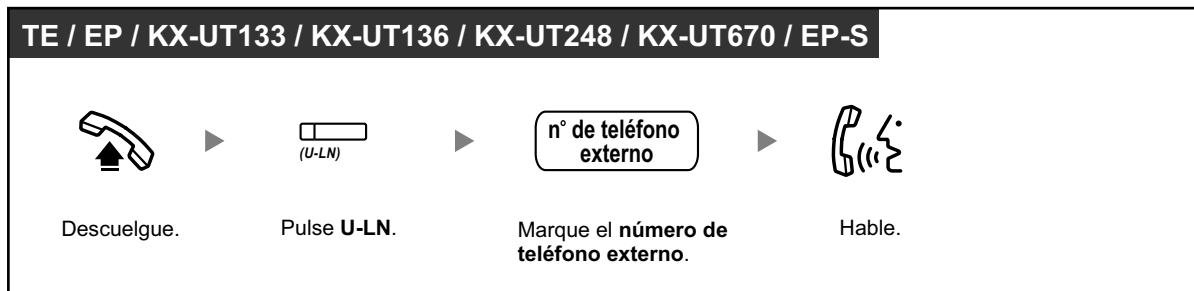 TE / EP / KX-UT133 / KX-UT136 / KX-UT248 / KX-UT670 / EP-S
(U-LN)
n° de teléfono
externo
Descuelgue.
Pulse U-LN.
Marque el número de
teléfono externo.
Hable.